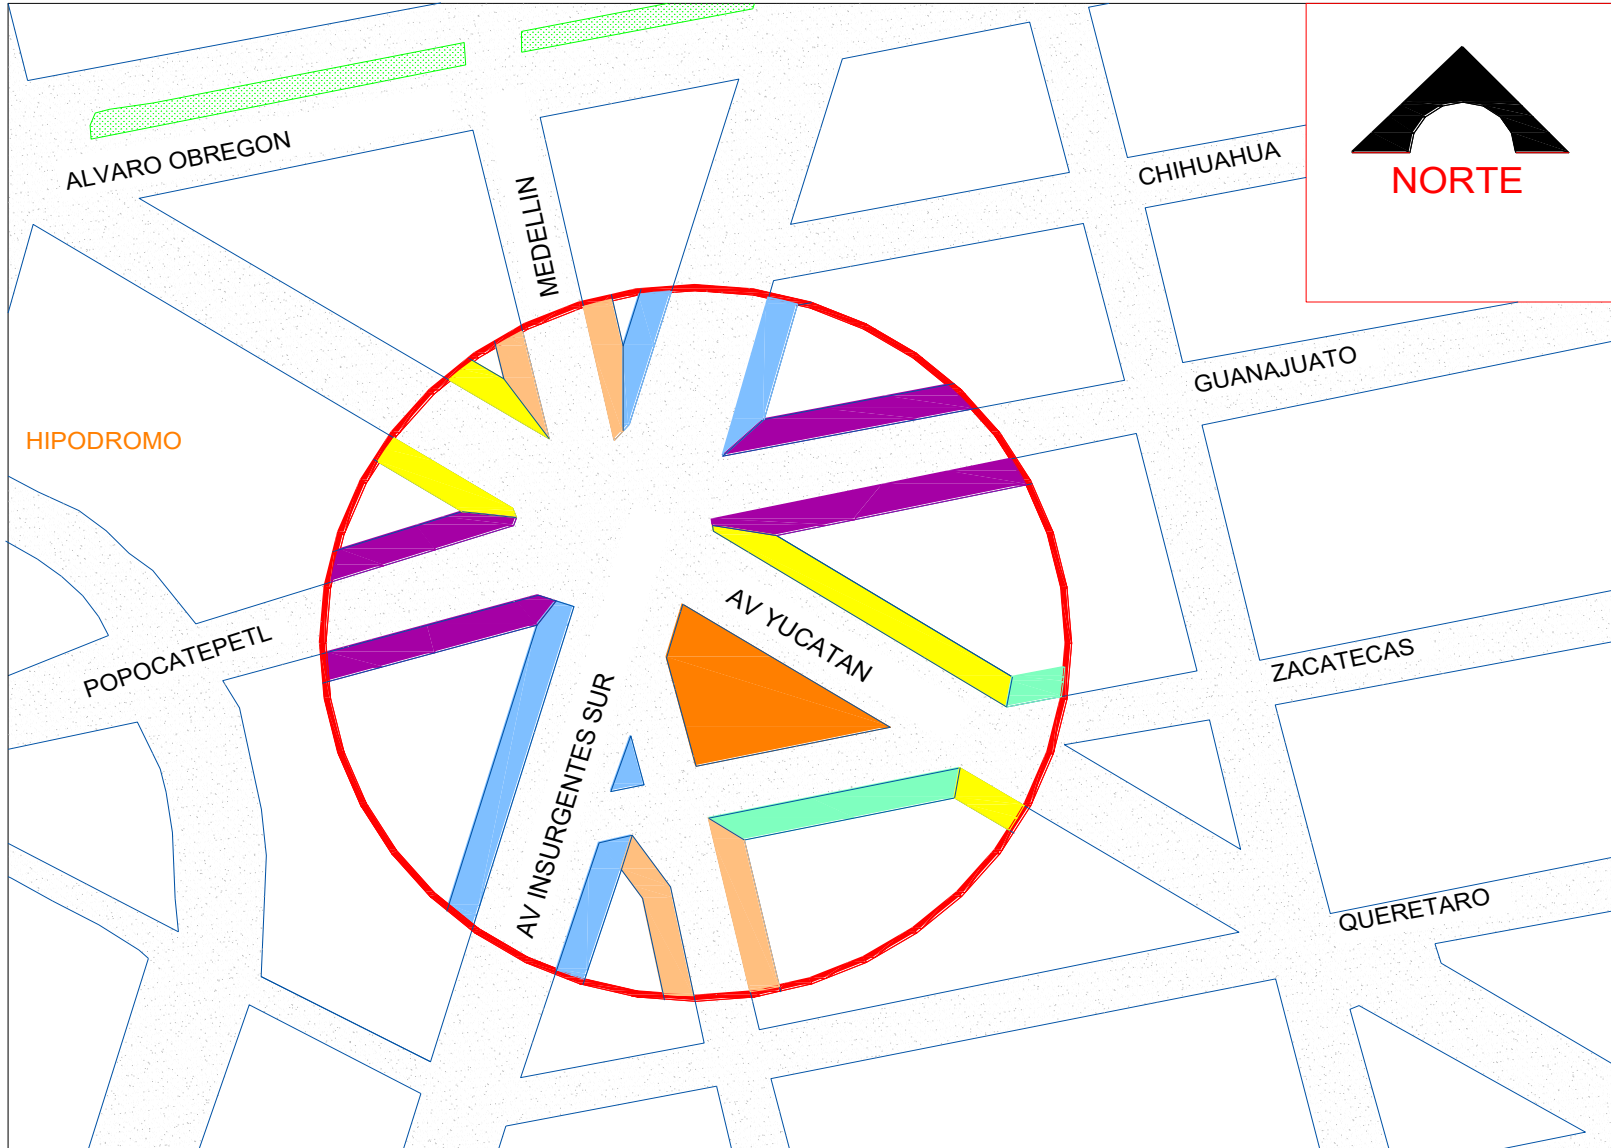 ALVARO OBREGON
MEDELLIN
CHIHUAHUA
NORTE
GUANAJUATO
HIPODROMO
AV YUCATAN
POPOCATEPETL
ZACATECAS
AV INSURGENTES SUR
QUERETARO